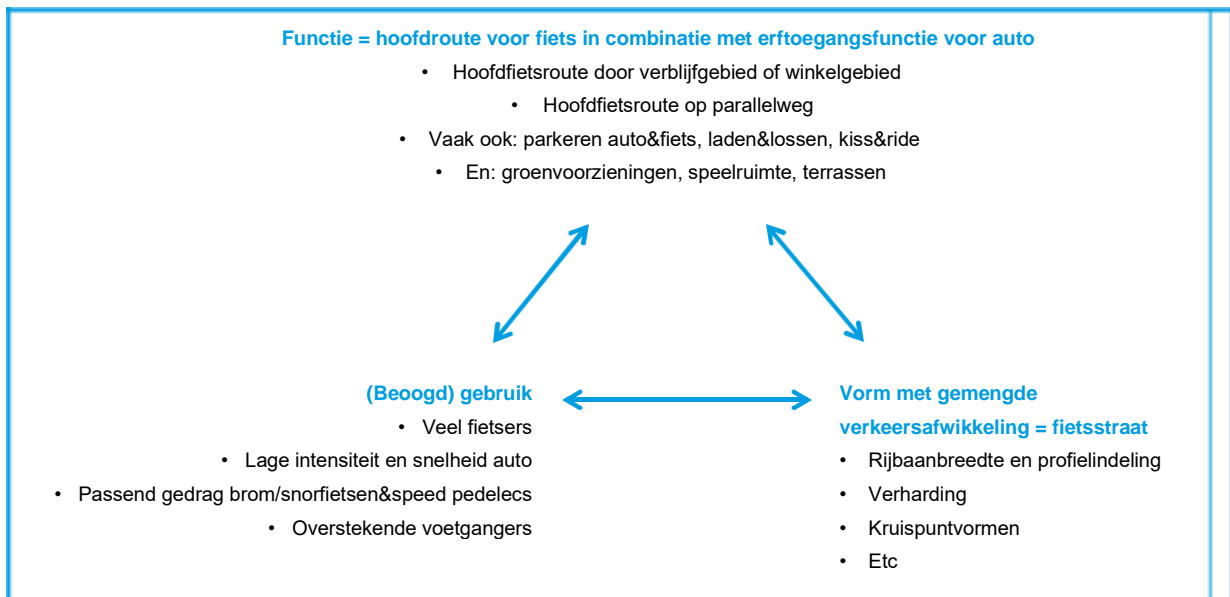 Functie = hoofdroute voor fiets in combinatie met erftoegangsfunctie voor auto
• Hoofdfietsroute door verblijfgebied of winkelgebied
• Hoofdfietsroute op parallelweg
• Vaak ook: parkeren auto&fiets, laden&lossen, kiss&ride
• En: groenvoorzieningen, speelruimte, terrassen
(Beoogd) gebruik
• Veel fietsers
• Lage intensiteit en snelheid auto
• Passend gedrag brom/snorfietsen&speed pedelecs
• Overstekende voetgangers
Vorm met gemengde
verkeersafwikkeling = fietsstraat
• Rijbaanbreedte en profielindeling
• Verharding
• Kruispuntvormen
• Etc